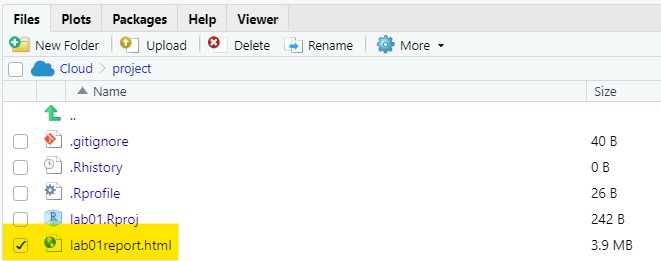 Files Plots Packages Help Viewer
New Folder Upload Delete Rename More
Cloud project
Name Size
..
.gitignore 40 B
.Rhistory 0 B
.Rprofile 26 B
lab01.Rproj 242 B
lab01report.html 3.9 MB